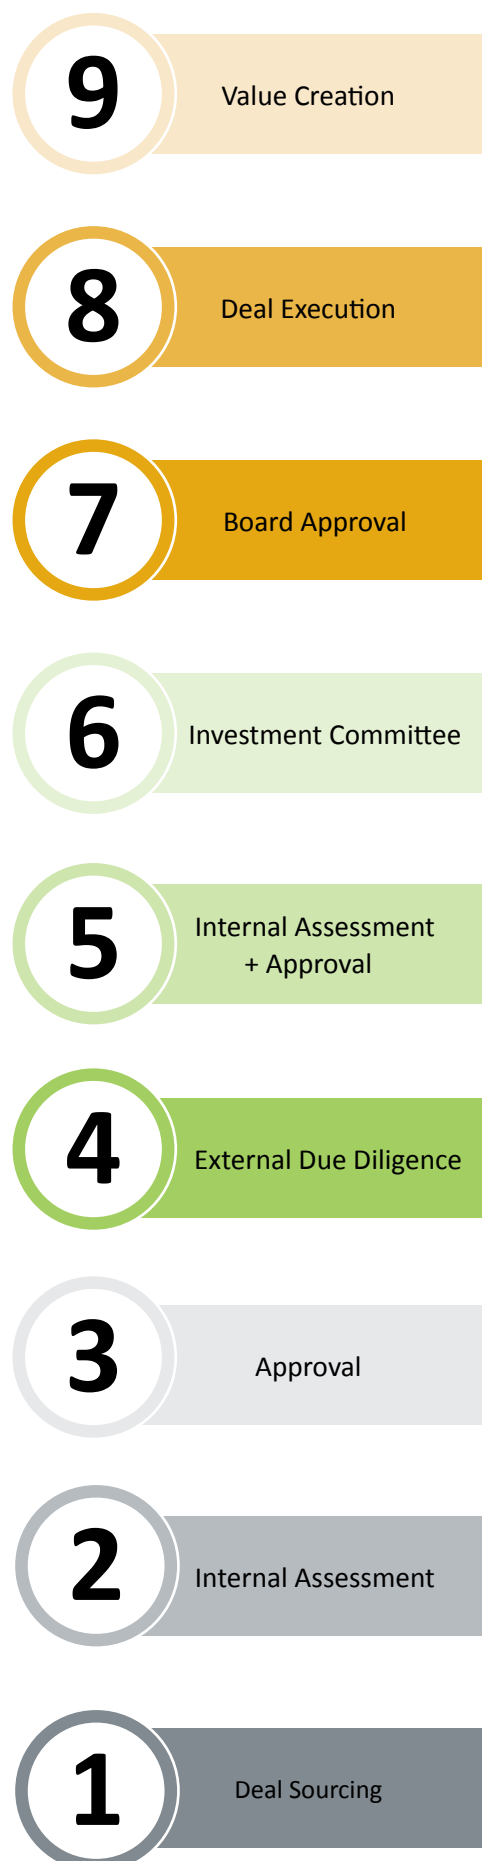 9
Value Creation
8
Deal Execution
7
Board Approval
6
Investment Committee
5
Internal Assessment
+ Approval
4
External Due Diligence
3
Approval
2
Internal Assessment
1
Deal Sourcing